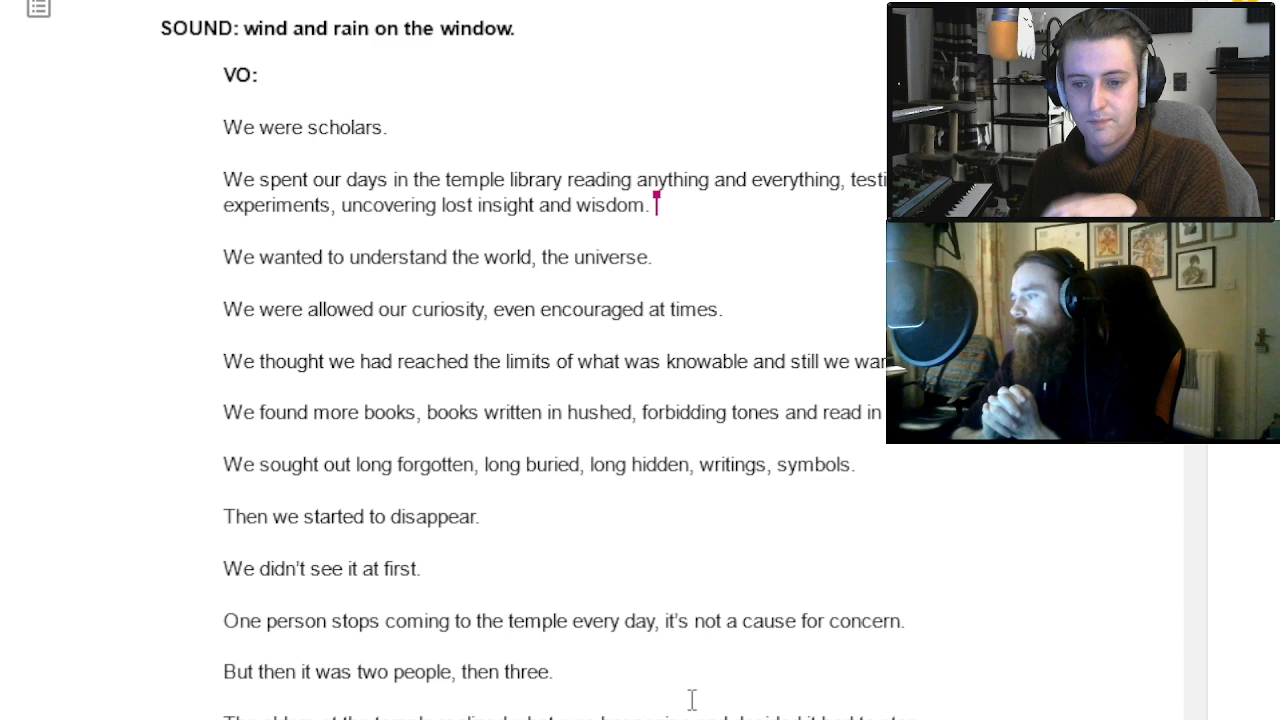 SOUND: wind and rain on the window.
VO:
We were scholars.
We spent our days in the temple library reading anything and everything, testi
experiments, uncovering lost insight and wisdom.
We wanted to understand the world, the universe.
We were allowed our curiosity, even encouraged at times.
We thought we had reached the limits of what was knowable and still we wan
We found more books, books written in hushed, forbidding tones and read in
We sought out long forgotten, long buried, long hidden, writings, symbols.
Then we started to disappear.
We didn’t see it at first.
One person stops coming to the temple every day, it’s not a cause for concern.
But then it was two people, then three.